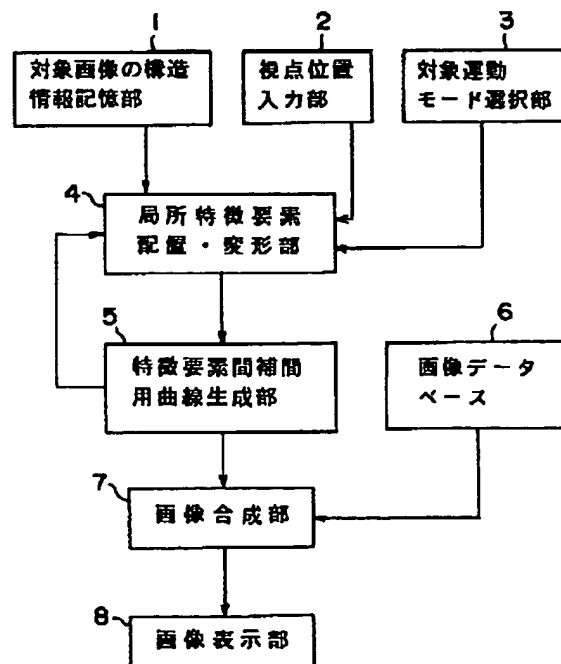 1
対象画像の構造
情報記憶部
2
視点位置
入力部
3
対象運動
モード選択部
4
局所特徴要素
配置・変形部
5
特徴要素間補間
用曲線生成部
6
画像データ
ベース
7
画像合成部
8
画像表示部